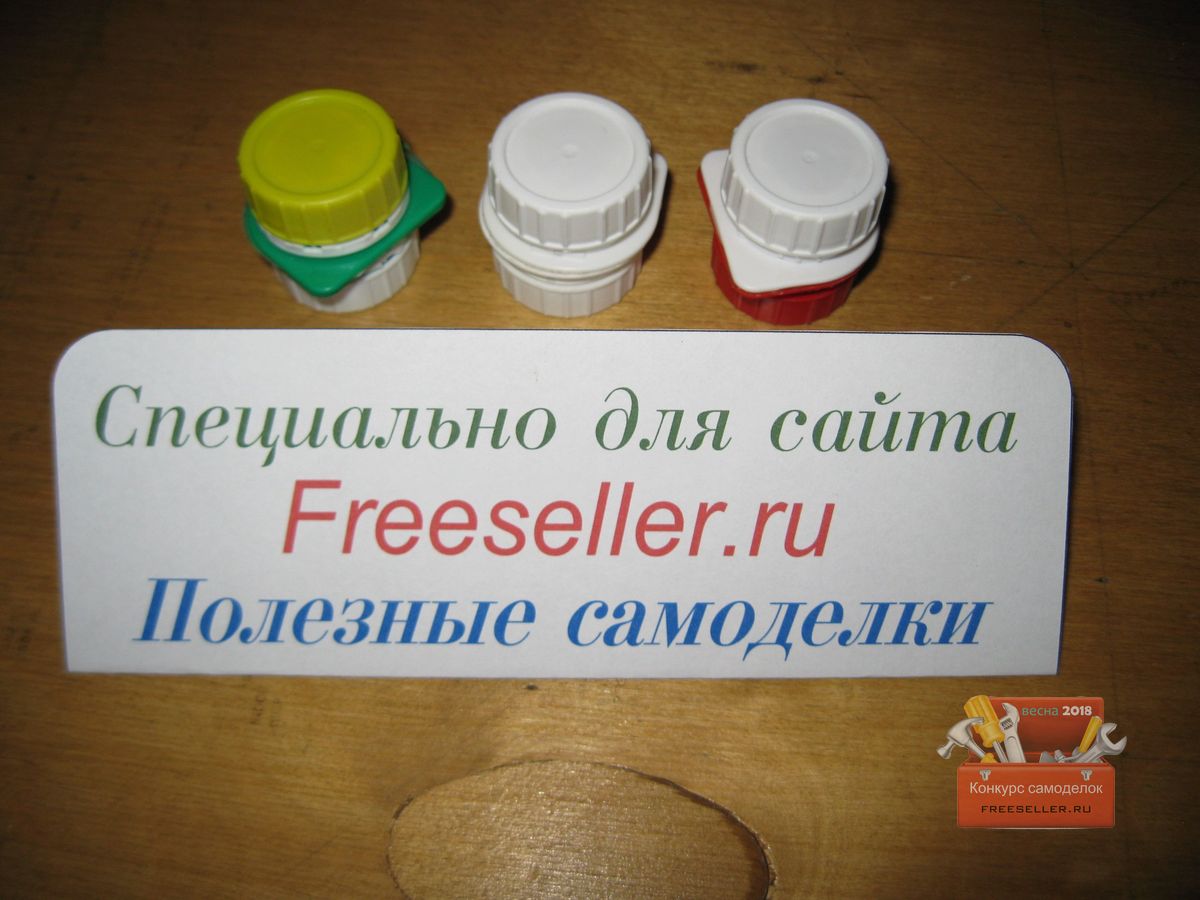 Специально для сайта
Freeseller.ru
Полезные самоделки
весна 2018
Конкурс самоделок
FREESELLER.RU